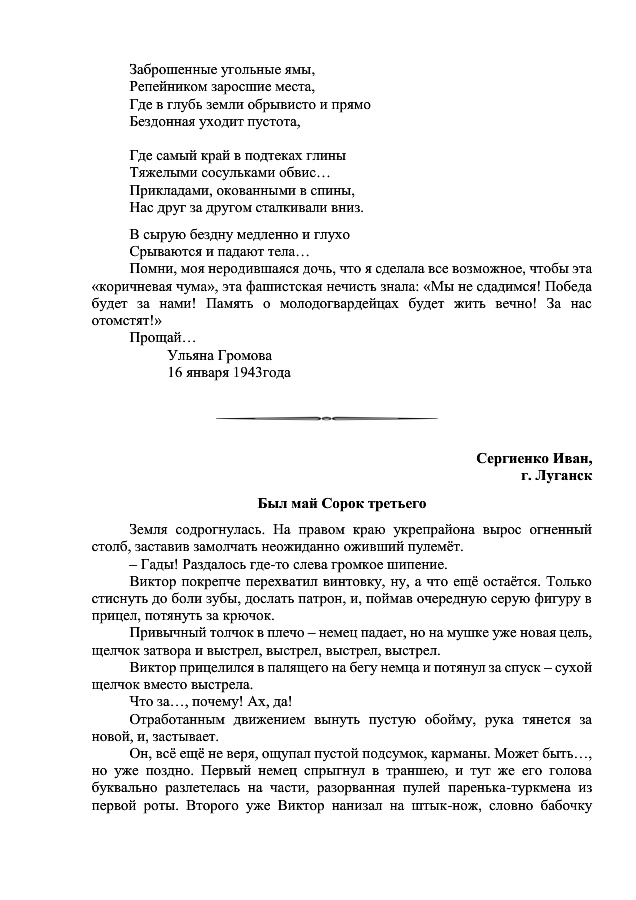 Заброшенные угольные ямы,
Репейником заросшие места,
Где в глубь земли обрывисто и прямо
Бездонная уходит пустота,
Где самый край в подтеках глины
Тяжелыми сосульками обвис…
Прикладами, окованными в спины,
Нас друг за другом сталкивали вниз.
В сырую бездну медленно и глухо
Срываются и падают тела…
Помни, моя неродившаяся дочь, что я сделала все возможное, чтобы эта
«коричневая чума», эта фашистская нечисть знала: «Мы не сдадимся! Победа
будет за нами! Память о молодогвардейцах будет жить вечно! За нас
отомстят!»
Прощай…
Ульяна Громова
16 января 1943года
Сергиенко Иван,
г. Луганск
Был май Сорок третьего
Земля содрогнулась. На правом краю укрепрайона вырос огненный
столб, заставив замолчать неожиданно оживший пулемёт.
– Гады! Раздалось где-то слева громкое шипение.
Виктор покрепче перехватил винтовку, ну, а что ещё остаётся. Только
стиснуть до боли зубы, дослать патрон, и, поймав очередную серую фигуру в
прицел, потянуть за крючок.
Привычный толчок в плечо – немец падает, но на мушке уже новая цель,
щелчок затвора и выстрел, выстрел, выстрел, выстрел.
Виктор прицелился в палящего на бегу немца и потянул за спуск – сухой
щелчок вместо выстрела.
Что за…, почему! Ах, да!
Отработанным движением вынуть пустую обойму, рука тянется за
новой, и, застывает.
Он, всё ещё не веря, ощупал пустой подсумок, карманы. Может быть…,
но уже поздно. Первый немец спрыгнул в траншею, и тут же его голова
буквально разлетелась на части, разорванная пулей паренька-туркмена из
первой роты. Второго уже Виктор нанизал на штык-нож, словно бабочку